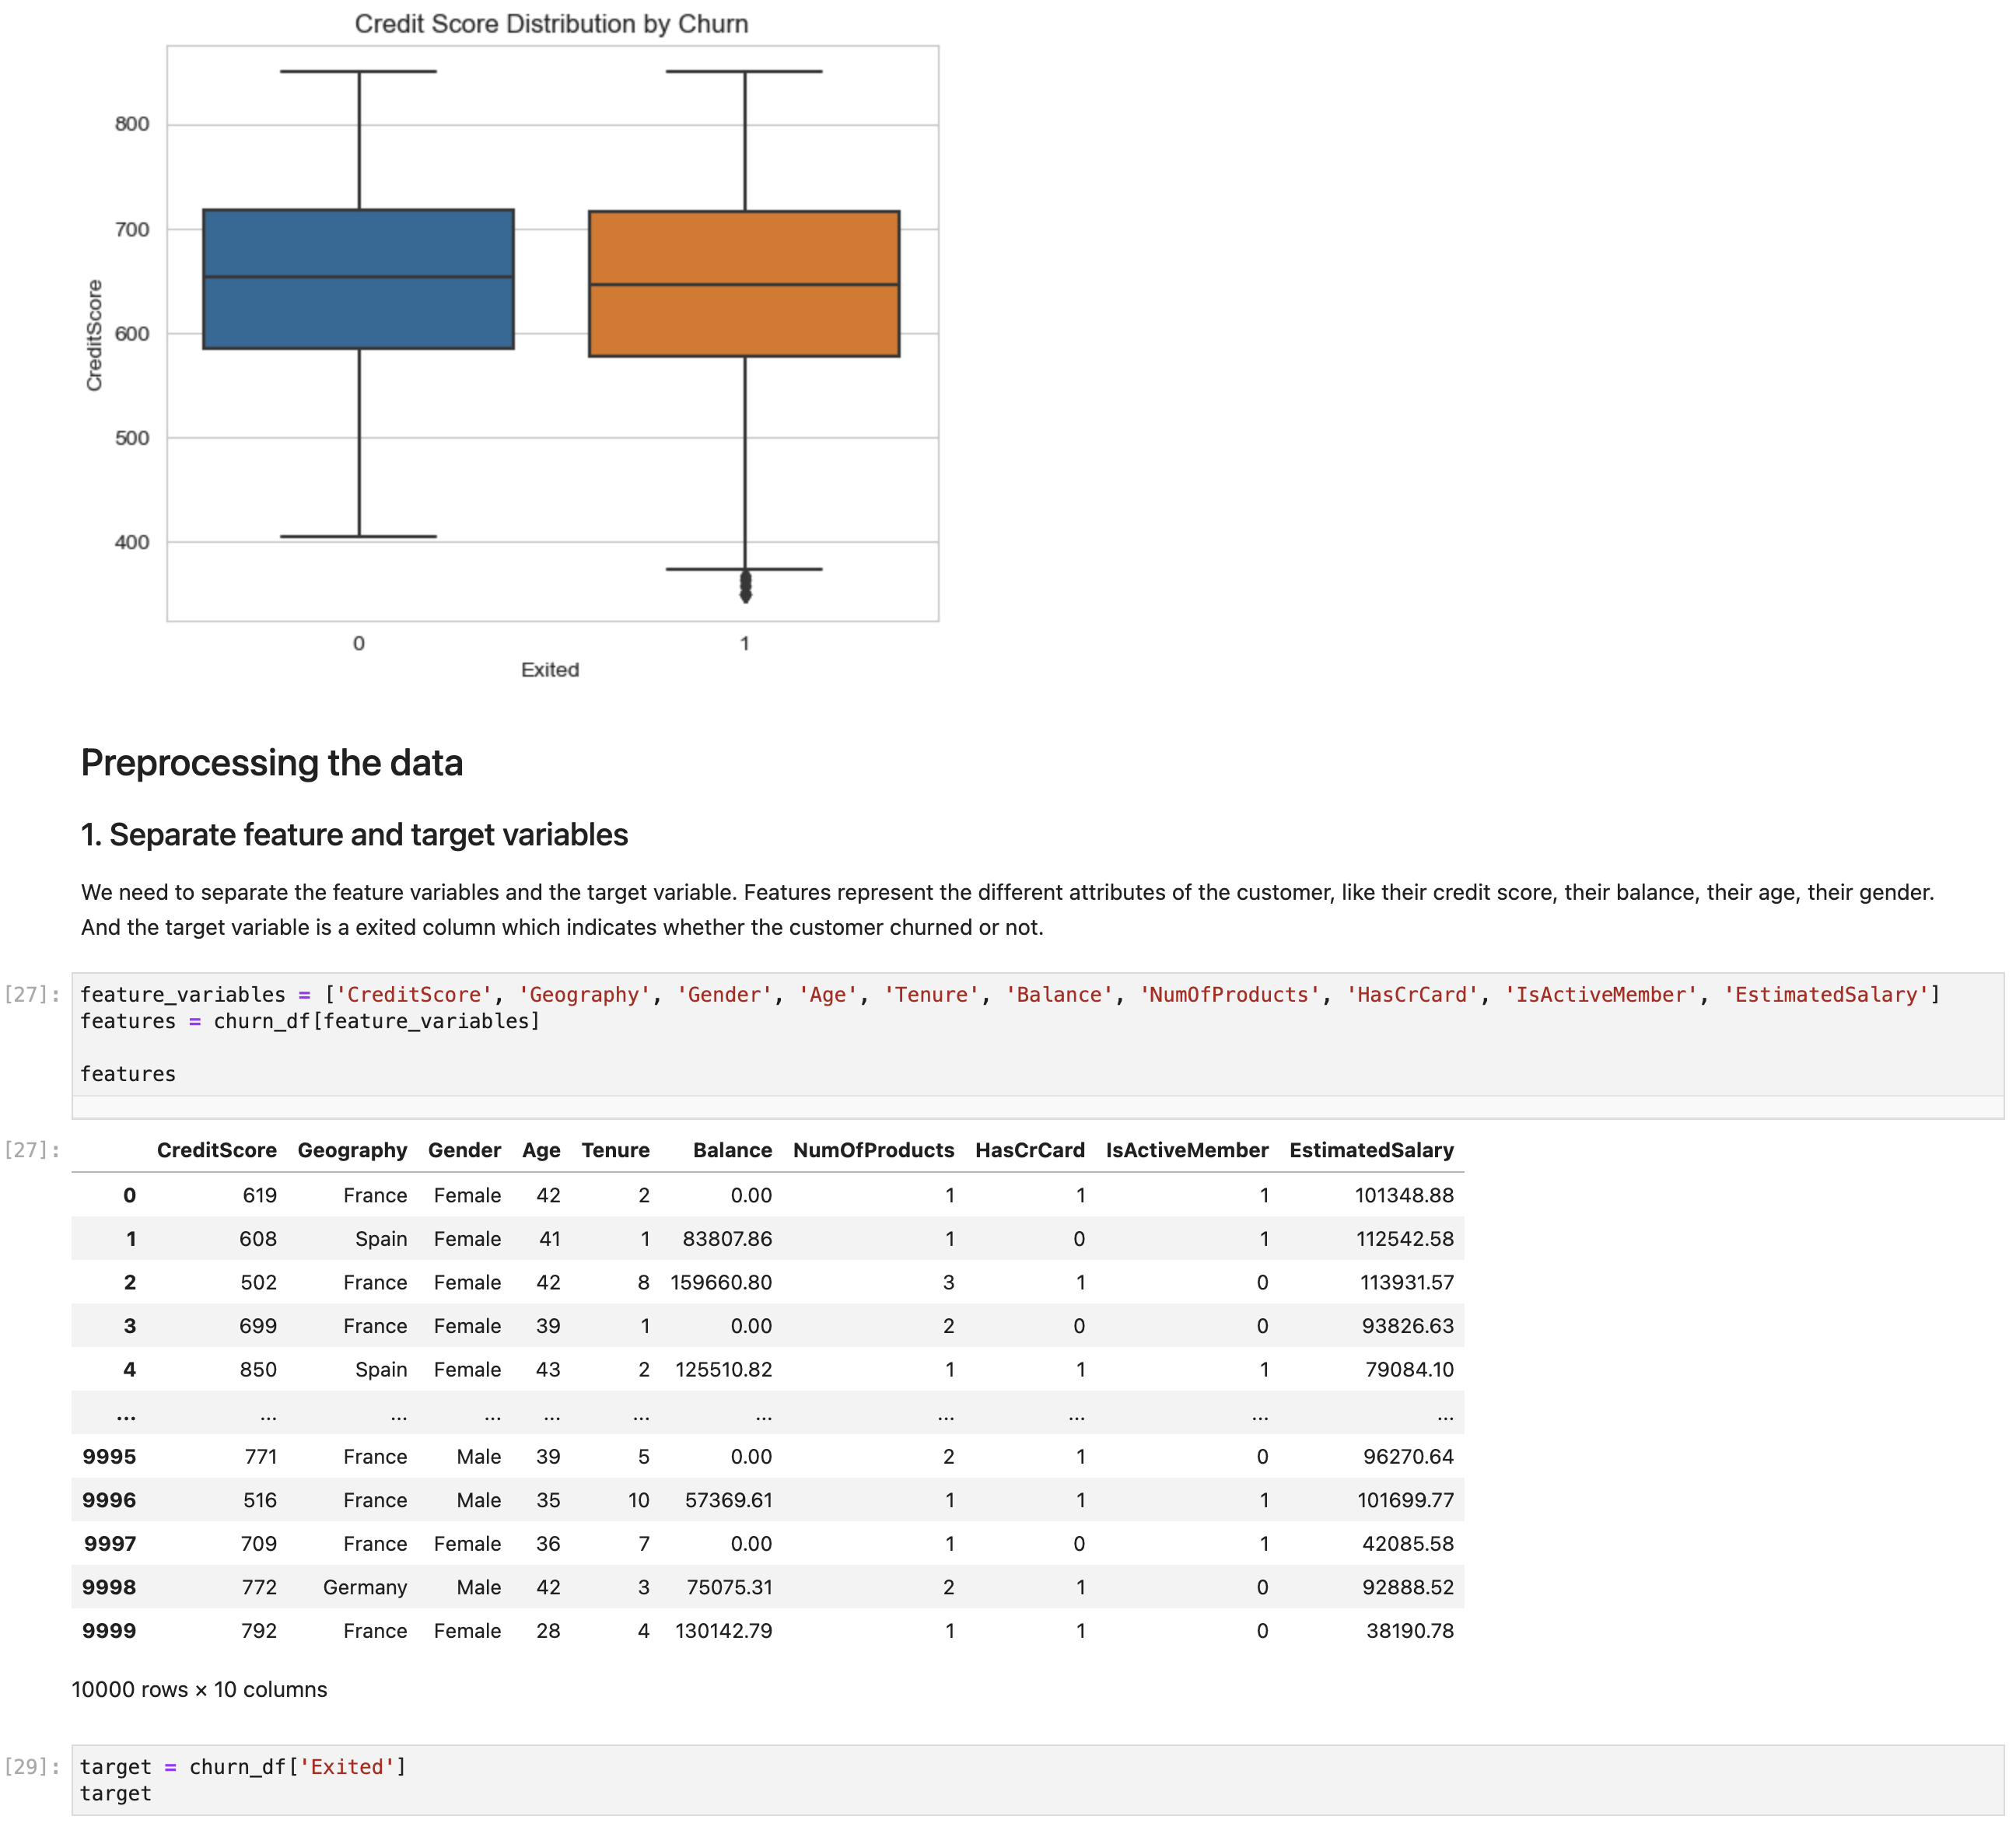 Credit Score Distribution by Churn
800
700
600
500
400
CreditScore
0 1
Exited
Preprocessing the data
1. Separate feature and target variables
We need to separate the feature variables and the target variable. Features represent the different attributes of the customer, like their credit score, their balance, their age, their gender.
And the target variable is a exited column which indicates whether the customer churned or not.
[27]: feature_variables = ['CreditScore', 'Geography', 'Gender', 'Age', 'Tenure', 'Balance', 'NumOfProducts', 'HasCrCard', 'IsActiveMember', 'EstimatedSalary']
features = churn_df[feature_variables]
features
[27]: CreditScore Geography Gender Age Tenure Balance NumOfProducts HasCrCard IsActiveMember EstimatedSalary
0 619 France Female 42 2 0.00 1 1 1 101348.88
1 608 Spain Female 41 1 83807.86 1 0 1 112542.58
2 502 France Female 42 8 159660.80 3 1 0 113931.57
3 699 France Female 39 1 0.00 2 0 0 93826.63
4 850 Spain Female 43 2 125510.82 1 1 1 79084.10
... ... ... ... ... ... ... ... ... ... ...
9995 771 France Male 39 5 0.00 2 1 0 96270.64
9996 516 France Male 35 10 57369.61 1 1 1 101699.77
9997 709 France Female 36 7 0.00 1 0 1 42085.58
9998 772 Germany Male 42 3 75075.31 2 1 0 92888.52
9999 792 France Female 28 4 130142.79 1 1 0 38190.78
10000 rows × 10 columns
[29]: target = churn_df['Exited']
target